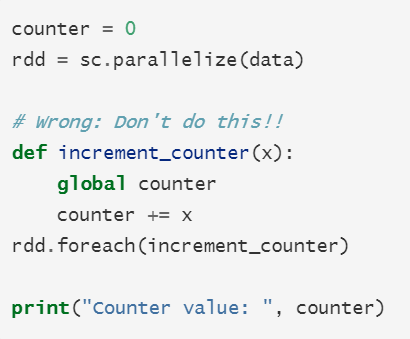 counter = 0
rdd = sc.parallelize(data)

# Wrong: Don't do this!!
def increment_counter(x):
    global counter
    counter += x
rdd.foreach(increment_counter)

print("Counter value: ", counter)